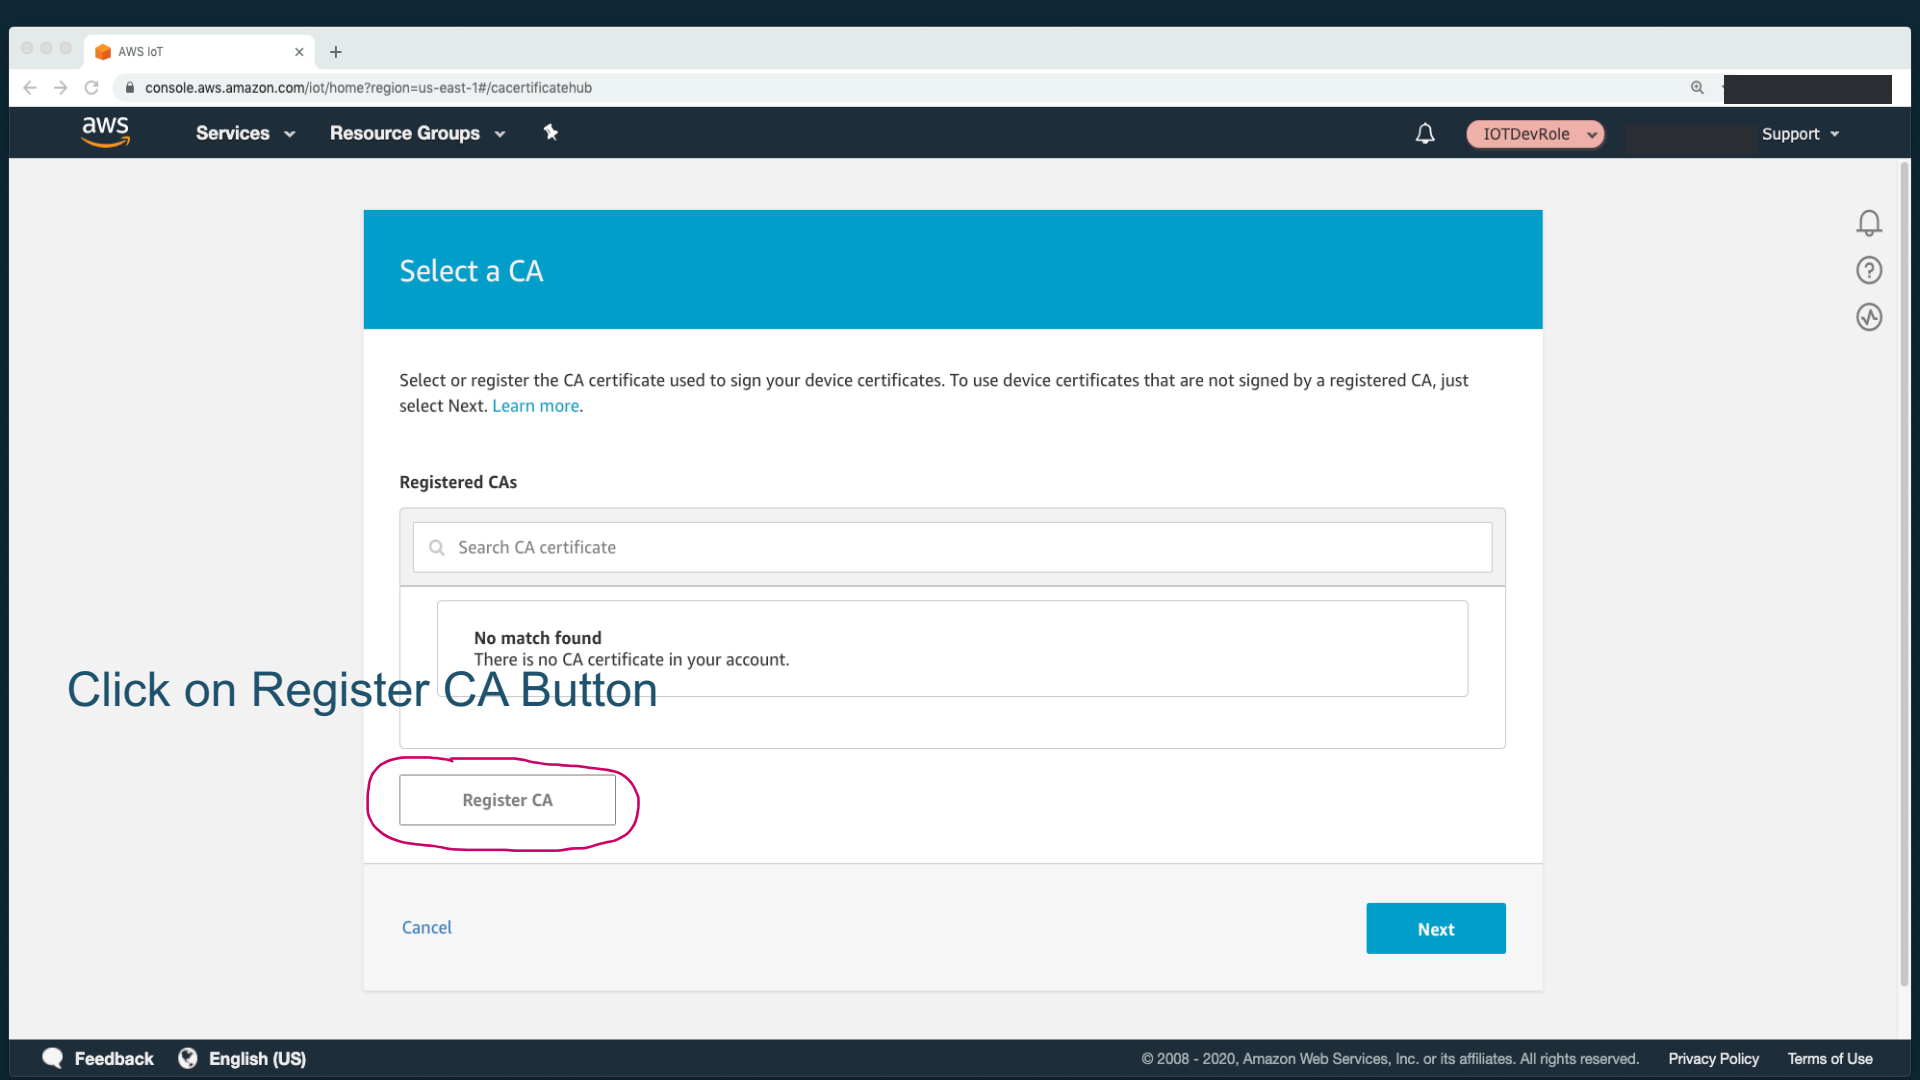 AWS IoT
console.aws.amazon.com/iot/home?region=us-east-1#/cacertificatehub
aws
Services
Resource Groups
IOTDevRole
Support
Select a CA
Select or register the CA certificate used to sign your device certificates. To use device certificates that are not signed by a registered CA, just
select Next. Learn more.
Registered CAs
Search CA certificate
No match found
There is no CA certificate in your account.
Click on Register CA Button
Register CA
Cancel
Next
Feedback
English (US)
© 2008 - 2020, Amazon Web Services, Inc. or its affiliates. All rights reserved.
Privacy Policy
Terms of Use